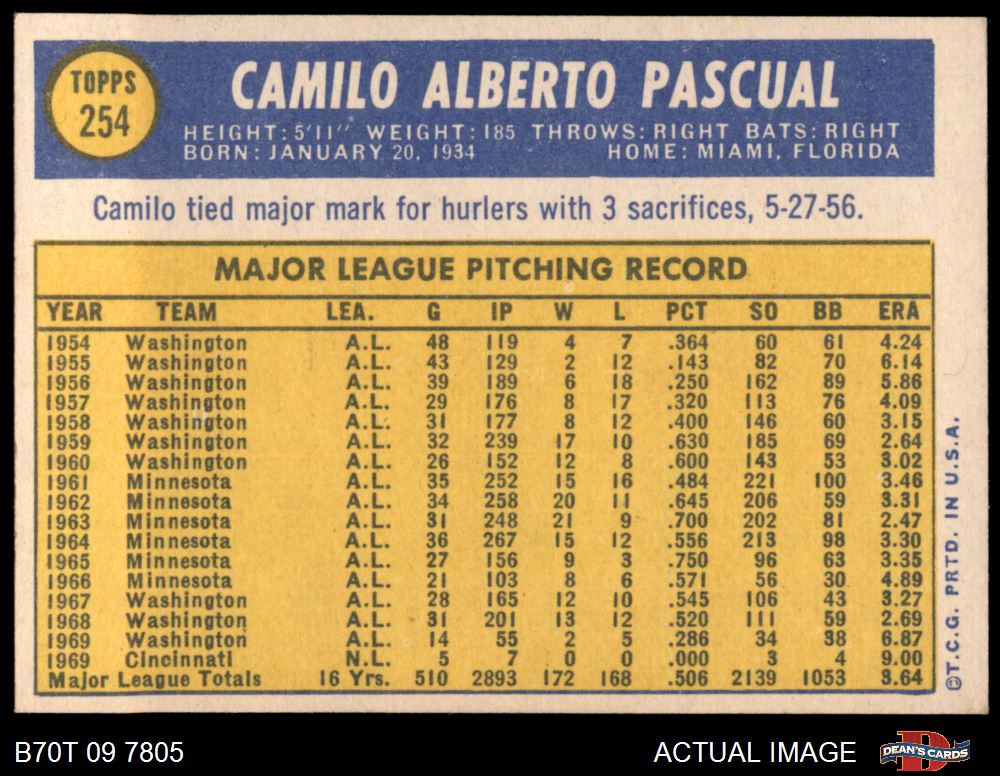 TOPPS
254
CAMILO ALBERTO PASCUAL
HEIGHT: 5'11" WEIGHT: 185 THROWS: RIGHT BATS: RIGHT
BORN: JANUARY 20, 1934 HOME: MIAMI, FLORIDA
Camilo tied major mark for hurlers with 3 sacrifices, 5-27-56.
MAJOR LEAGUE PITCHING RECORD
YEAR TEAM LEA. G IP W L PCT SO BB ERA
1954 Washington A.L. 48 119 4 7 .364 60 61 4.24
1955 Washington A.L. 43 129 2 12 .143 82 70 6.14
1956 Washington A.L. 39 189 6 18 .250 162 89 5.86
1957 Washington A.L. 29 176 8 17 .320 113 76 4.09
1958 Washington A.L. 31 177 8 12 .400 146 60 3.15
1959 Washington A.L. 32 239 17 10 .630 185 69 2.64
1960 Washington A.L. 26 152 12 8 .600 143 53 3.02
1961 Minnesota A.L. 35 252 15 16 .484 221 100 3.46
1962 Minnesota A.L. 34 258 20 11 .645 206 59 3.31
1963 Minnesota A.L. 31 248 21 9 .700 202 81 2.47
1964 Minnesota A.L. 36 267 15 12 .556 213 98 3.30
1965 Minnesota A.L. 27 156 9 3 .750 96 63 3.35
1966 Minnesota A.L. 21 103 8 6 .571 56 30 4.89
1967 Washington A.L. 28 165 12 10 .545 106 43 3.27
1968 Washington A.L. 31 201 13 12 .520 111 59 2.69
1969 Washington A.L. 14 55 2 5 .286 34 38 6.87
1969 Cincinnati N.L. 5 7 0 0 .000 3 4 9.00
Major League Totals 16 Yrs. 510 2893 172 168 .506 2139 1053 3.64
©T.C.G. PRTD. IN U.S.A.
B70T 09 7805
ACTUAL IMAGE
DEAN'S CARDS